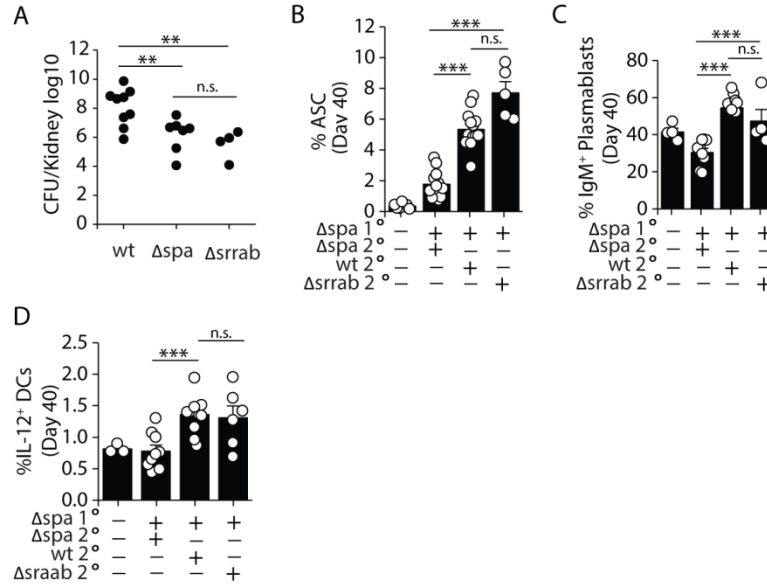 A
CFU/Kidney log10
12
10
8
6
4
2
0
**
**
n.s.
wt Δspa Δsrrab
B
% ASC
(Day 40)
10
8
6
4
2
0
***
n.s.
***
Δspa 1° – + + +
Δspa 2° – + – –
wt 2° – – + –
Δsrrab 2° – – – +
C
% IgM+ Plasmablasts
(Day 40)
80
60
40
20
0
***
n.s.
***
Δspa 1° – + + +
Δspa 2° – + – –
wt 2° – – + –
Δsrrab 2° – – – +
D
%IL-12+ DCs
(Day 40)
2.5
2.0
1.5
1.0
0.5
0.0
n.s.
***
Δspa 1° – + + +
Δspa 2° – + – –
wt 2° – – + –
Δsraab 2° – – – +